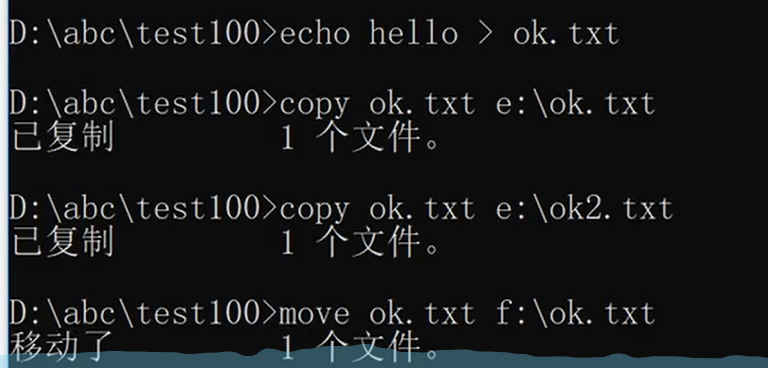 D:\abc\test100>echo hello > ok.txt
D:\abc\test100>copy ok.txt e:\ok.txt
已复制         1 个文件。
D:\abc\test100>copy ok.txt e:\ok2.txt
已复制         1 个文件。
D:\abc\test100>move ok.txt f:\ok.txt
移动了         1 个文件。